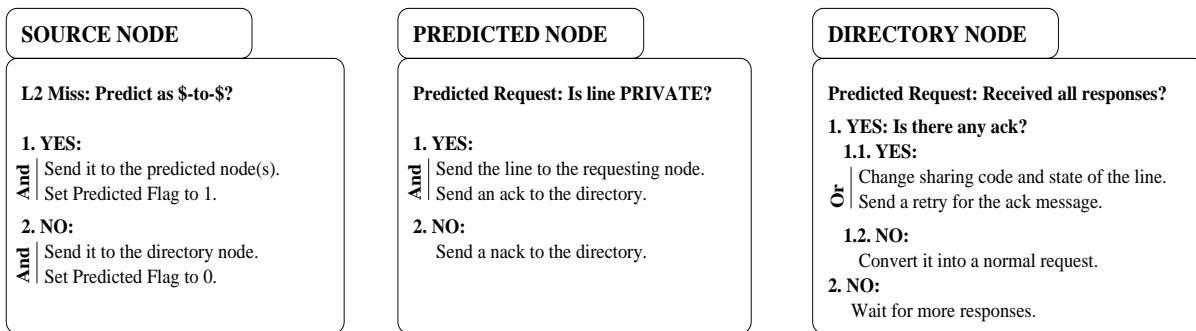 SOURCE NODE
L2 Miss: Predict as $-to-$?
1. YES:
And
Send it to the predicted node(s).
Set Predicted Flag to 1.
2. NO:
And
Send it to the directory node.
Set Predicted Flag to 0.
PREDICTED NODE
Predicted Request: Is line PRIVATE?
1. YES:
And
Send the line to the requesting node.
Send an ack to the directory.
2. NO:
Send a nack to the directory.
DIRECTORY NODE
Predicted Request: Received all responses?
1. YES: Is there any ack?
1.1. YES:
Or
Change sharing code and state of the line.
Send a retry for the ack message.
1.2. NO:
Convert it into a normal request.
2. NO:
Wait for more responses.